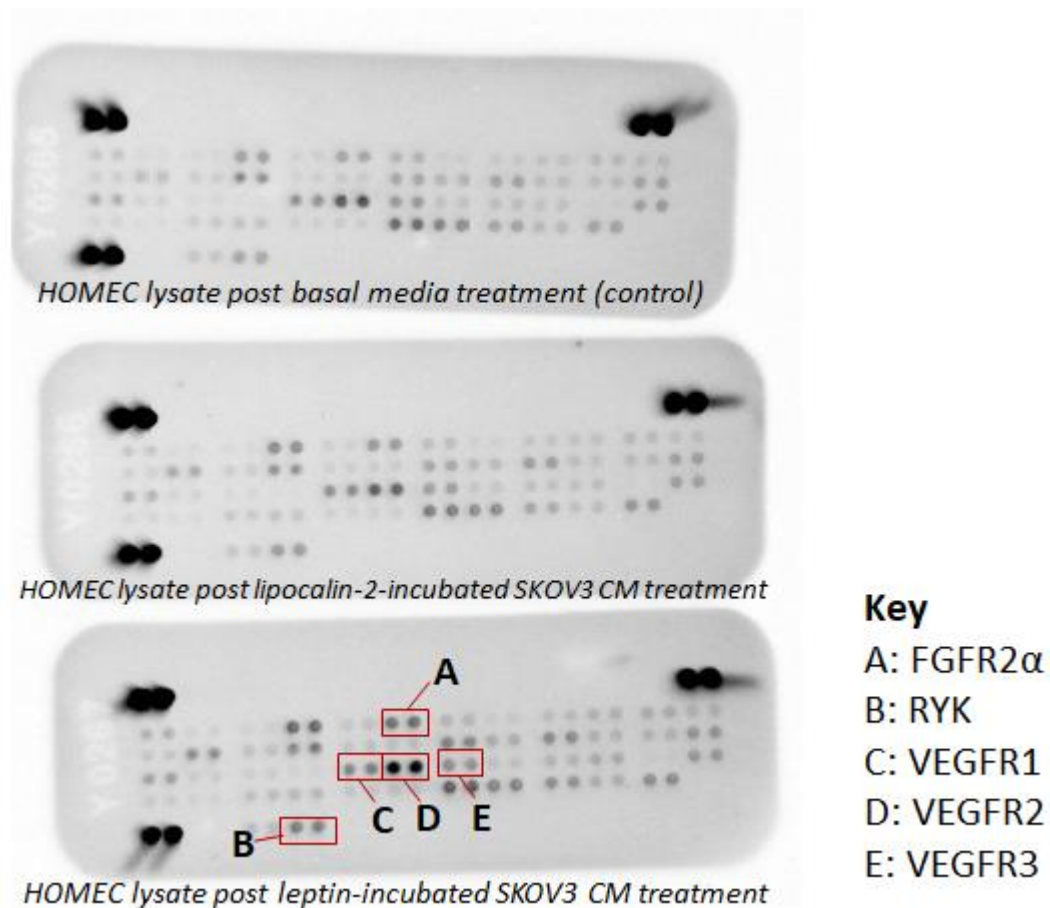 Y 0288
HOMEC lysate post basal media treatment (control)
HOMEC lysate post lipocalin-2-incubated SKOV3 CM treatment
A
C
D
E
B
HOMEC lysate post leptin-incubated SKOV3 CM treatment
Key
A: FGFR2α
B: RYK
C: VEGFR1
D: VEGFR2
E: VEGFR3